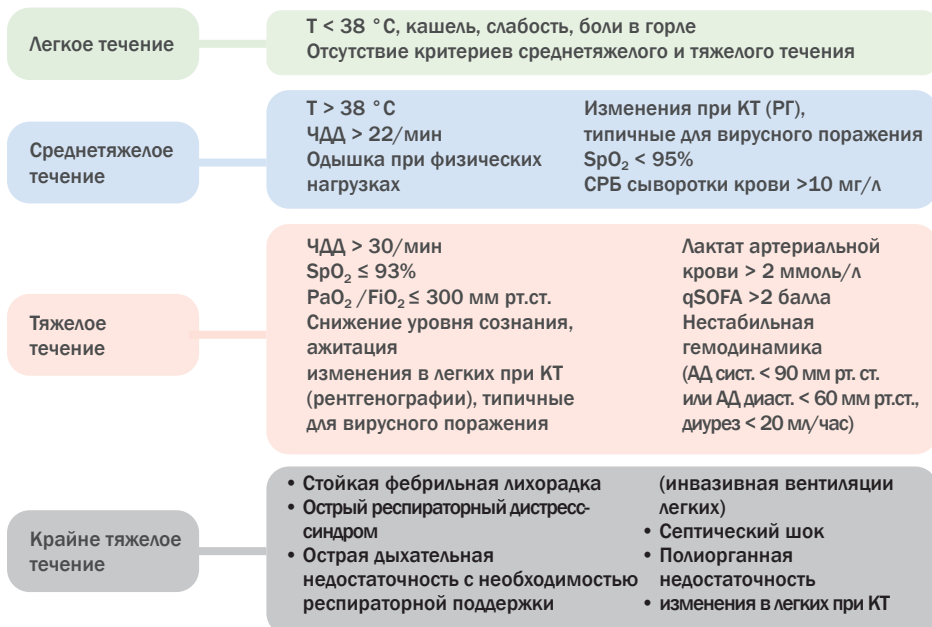 Легкое течение
T < 38 °С, кашель, слабость, боли в горле
Отсутствие критериев среднетяжелого и тяжелого течения
Среднетяжелое
течение
T > 38 °С
ЧДД > 22/мин
Одышка при физических
нагрузках
Изменения при КТ (РГ),
типичные для вирусного поражения
SpO₂ < 95%
СРБ сыворотки крови >10 мг/л
Тяжелое
течение
ЧДД > 30/мин
SpO₂ ≤ 93%
PaO₂ /FiO₂ ≤ 300 мм рт.ст.
Снижение уровня сознания,
ажитация
изменения в легких при КТ
(рентгенографии), типичные
для вирусного поражения
Лактат артериальной
крови > 2 ммоль/л
qSOFA >2 балла
Нестабильная
гемодинамика
(АД сист. < 90 мм рт. ст.
или АД диаст. < 60 мм рт.ст.,
диурез < 20 мл/час)
Крайне тяжелое
течение
• Стойкая фебрильная лихорадка
• Острый респираторный дистресс-
синдром
• Острая дыхательная
недостаточность с необходимостью
респираторной поддержки
(инвазивная вентиляции
легких)
• Септический шок
• Полиорганная
недостаточность
• изменения в легких при КТ